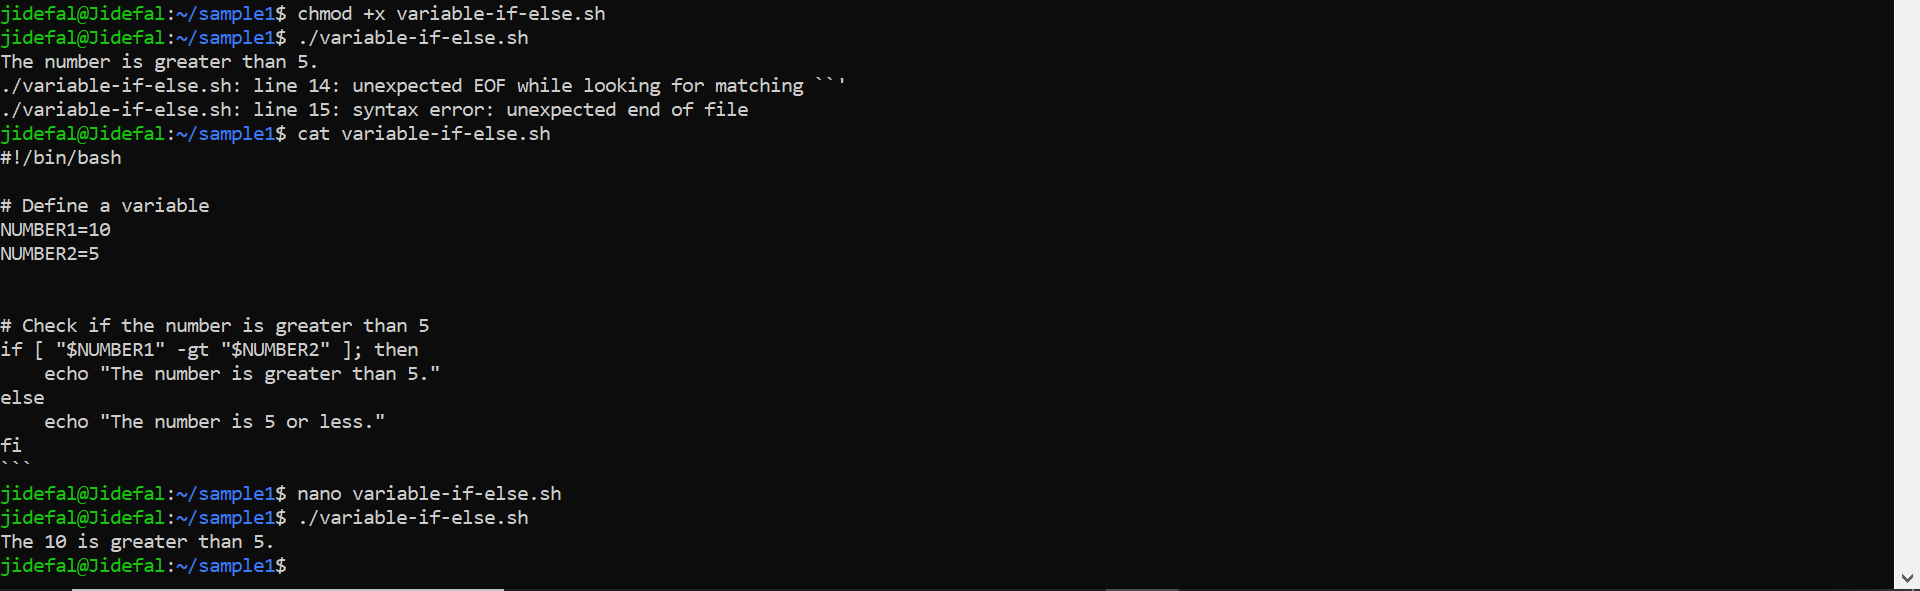 jidefal@Jidefal:~/sample1$ chmod +x variable-if-else.sh
jidefal@Jidefal:~/sample1$ ./variable-if-else.sh
The number is greater than 5.
./variable-if-else.sh: line 14: unexpected EOF while looking for matching ``'
./variable-if-else.sh: line 15: syntax error: unexpected end of file
jidefal@Jidefal:~/sample1$ cat variable-if-else.sh
#!/bin/bash

# Define a variable
NUMBER1=10
NUMBER2=5


# Check if the number is greater than 5
if [ "$NUMBER1" -gt "$NUMBER2" ]; then
    echo "The number is greater than 5."
else
    echo "The number is 5 or less."
fi
```
jidefal@Jidefal:~/sample1$ nano variable-if-else.sh
jidefal@Jidefal:~/sample1$ ./variable-if-else.sh
The 10 is greater than 5.
jidefal@Jidefal:~/sample1$